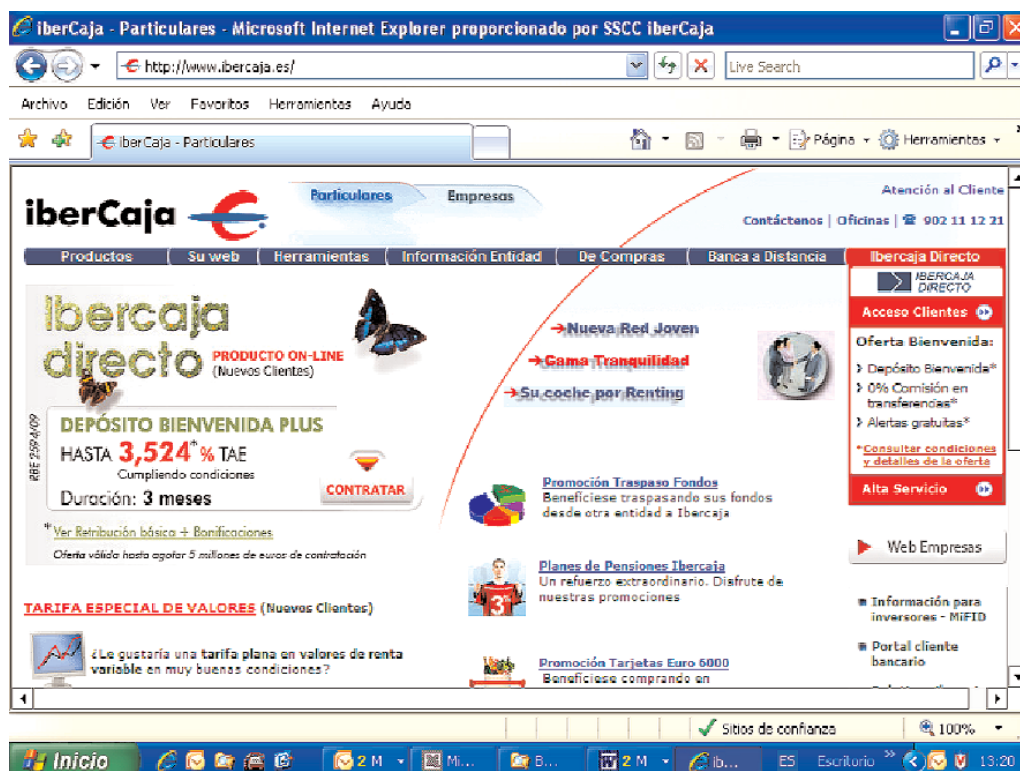 iberCaja - Particulares - Microsoft Internet Explorer proporcionado por SSCC iberCaja
http://www.ibercaja.es/
Live Search
Archivo Edición Ver Favoritos Herramientas Ayuda
iberCaja - Particulares
Página Herramientas
iberCaja
Particulares
Empresas
Atención al Cliente
Contáctenos | Oficinas | 902 11 12 21
Productos | Su web | Herramientas | Información Entidad | De Compras | Banca a Distancia | Ibercaja Directo
Ibercaja
directo PRODUCTO ON-LINE
(Nuevos Clientes)
RBE 2594/09
DEPÓSITO BIENVENIDA PLUS
HASTA 3,524*% TAE
Cumpliendo condiciones
Duración: 3 meses
CONTRATAR
*Ver Retribución básica + Bonificaciones
Oferta válida hasta agotar 5 millones de euros de contratación
TARIFA ESPECIAL DE VALORES (Nuevos Clientes)
¿Le gustaría una tarifa plana en valores de renta
variable en muy buenas condiciones?
Nueva Red Joven
Gama Tranquilidad
Su coche por Renting
Promoción Traspaso Fondos
Benefíciese traspasando sus fondos
desde otra entidad a Ibercaja
Planes de Pensiones Ibercaja
Un refuerzo extraordinario. Disfrute de
nuestras promociones
3
Promoción Tarjetas Euro 6000
Benefíciese comprando en
IBERCAJA
DIRECTO
Acceso Clientes
Oferta Bienvenida:
Depósito Bienvenida*
0% Comisión en
transferencias*
Alertas gratuitas*
*Consultar condiciones
y detalles de la oferta
Alta Servicio
Web Empresas
Información para
inversores - MiFID
Portal cliente
bancario
Sitios de confianza
100%
Inicio
2 M
Mi...
B...
2 M
ib...
ES
Escritorio
13:20